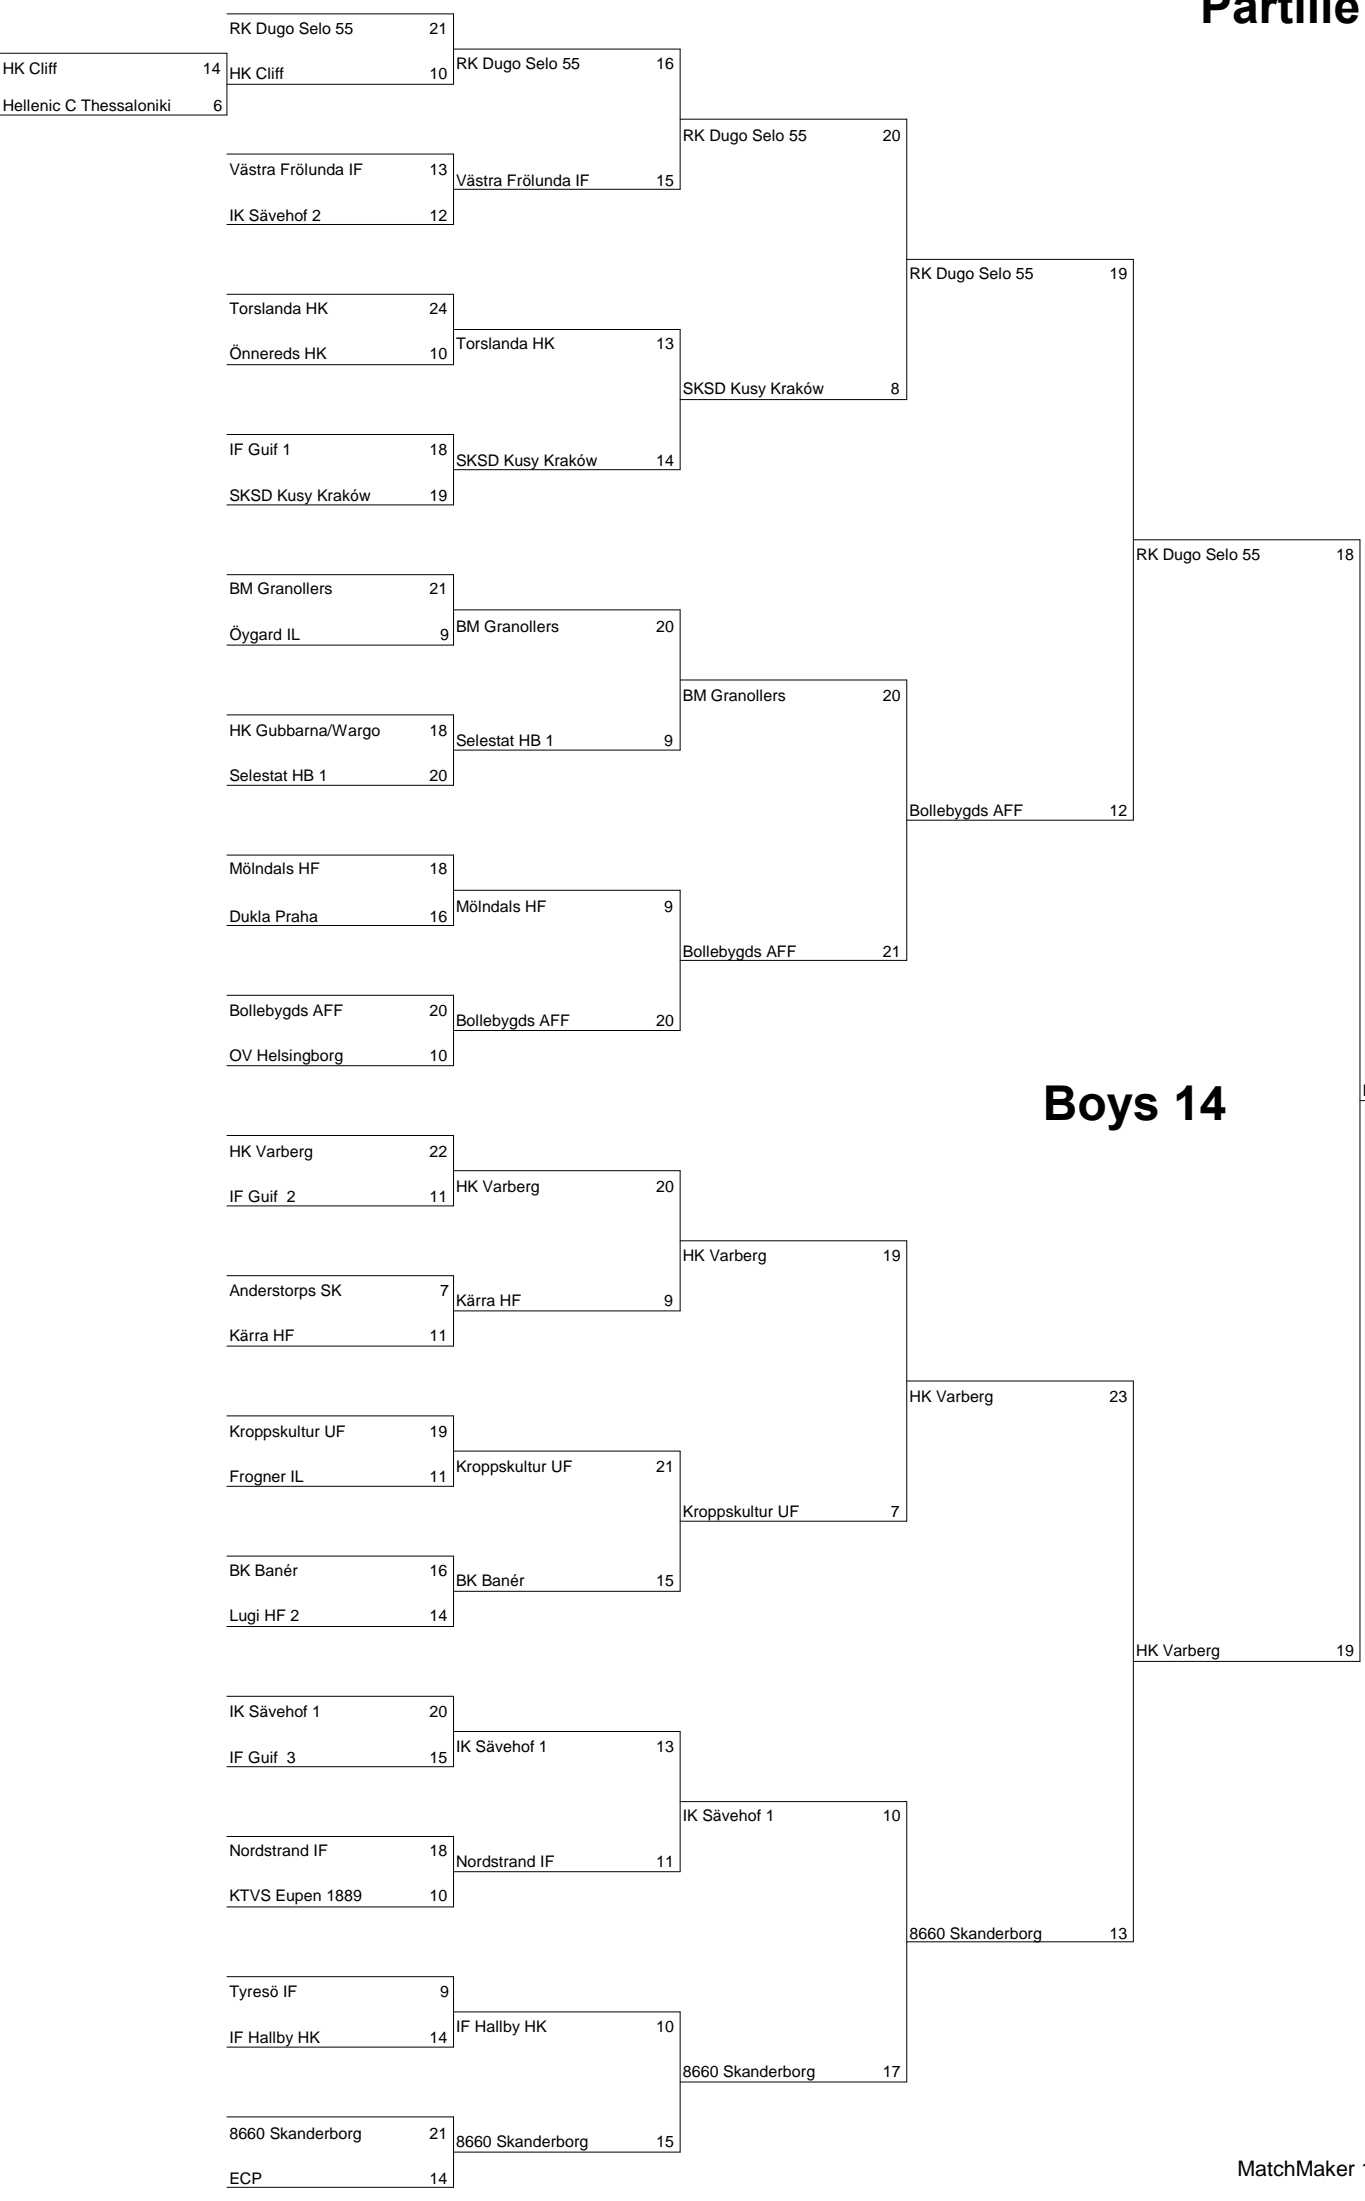 Partille
RK Dugo Selo 55 21
HK Cliff 14
HK Cliff 10
Hellenic C Thessaloniki 6
RK Dugo Selo 55 16
Västra Frölunda IF 13
Västra Frölunda IF 15
IK Sävehof 2 12
RK Dugo Selo 55 20
Torslanda HK 24
Önnereds HK 10
Torslanda HK 13
SKSD Kusy Kraków 8
IF Guif 1 18
SKSD Kusy Kraków 14
SKSD Kusy Kraków 19
RK Dugo Selo 55 19
BM Granollers 21
Öygard IL 9
BM Granollers 20
RK Dugo Selo 55 18
HK Gubbarna/Wargo 18
Selestat HB 1 9
Selestat HB 1 20
BM Granollers 20
Bollebygds AFF 12
Mölndals HF 18
Dukla Praha 16
Mölndals HF 9
Bollebygds AFF 21
Bollebygds AFF 20
Bollebygds AFF 20
OV Helsingborg 10
Boys 14
HK Varberg 22
IF Guif 2 11
HK Varberg 20
HK Varberg 19
Anderstorps SK 7
Kärra HF 9
Kärra HF 11
HK Varberg 23
Kroppskultur UF 19
Frogner IL 11
Kroppskultur UF 21
Kroppskultur UF 7
BK Banér 16
BK Banér 15
Lugi HF 2 14
HK Varberg 19
IK Sävehof 1 20
IF Guif 3 15
IK Sävehof 1 13
IK Sävehof 1 10
Nordstrand IF 18
Nordstrand IF 11
KTVS Eupen 1889 10
8660 Skanderborg 13
Tyresö IF 9
IF Hallby HK 14
IF Hallby HK 10
8660 Skanderborg 17
8660 Skanderborg 21
8660 Skanderborg 15
ECP 14
MatchMaker